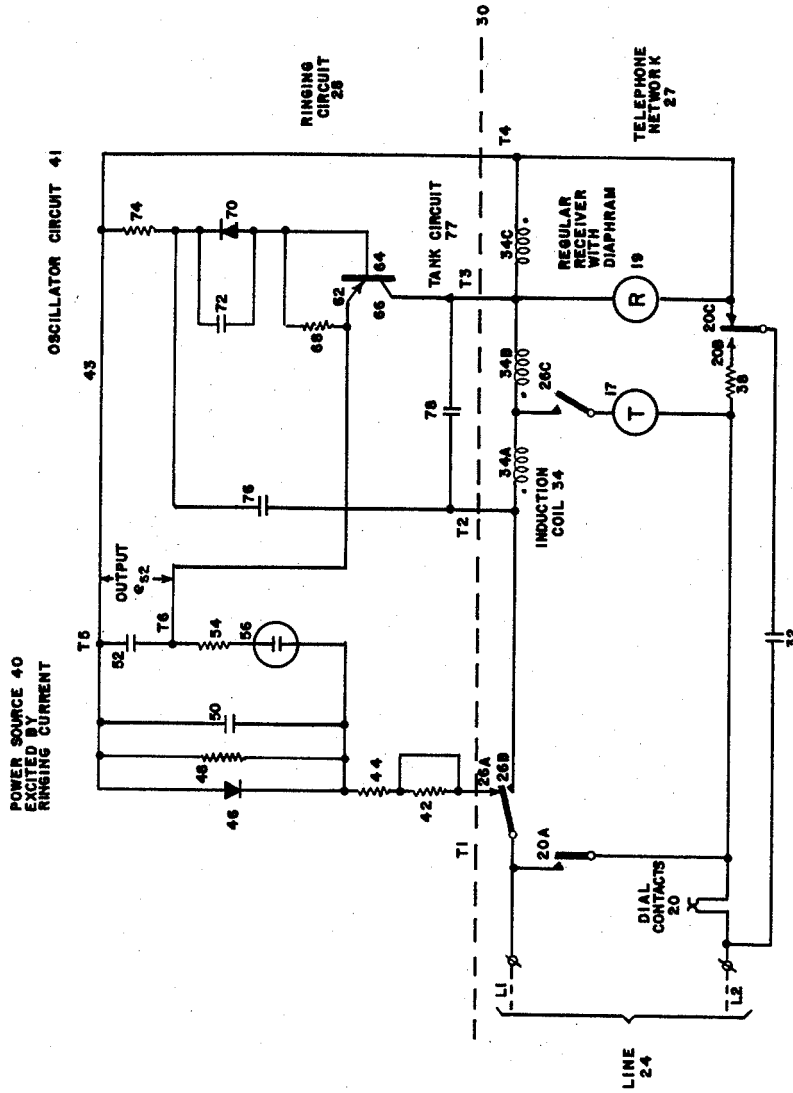 POWER SOURCE 40
EXCITED BY
RINGING CURRENT
OSCILLATOR CIRCUIT 41
RINGING
CIRCUIT
28
T5
43
52
OUTPUT
eS2
T6
74
70
72
76
50
48
46
54
56
68
62
64
66
TANK CIRCUIT
77
44
42
78
T1
T2
T3
T4
30
26A
26B
34A
34B
34C
INDUCTION
COIL 34
26C
20A
17
T
REGULAR
RECEIVER
WITH
DIAPHRAM
19
R
TELEPHONE
NETWORK
27
DIAL
CONTACTS
20
20B
20C
38
L1
L2
LINE
24